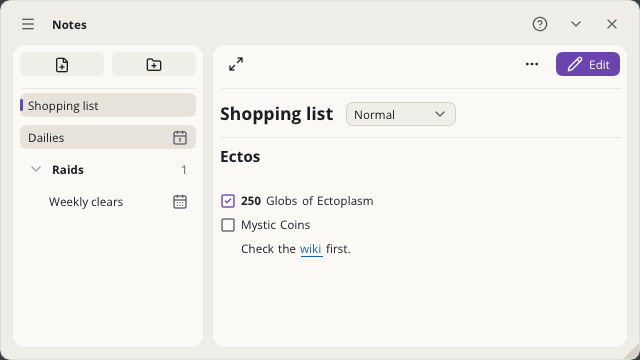 Notes
Edit
Shopping list
Dailies
Raids 1
Weekly clears
Shopping list Normal
Ectos
250 Globs of Ectoplasm
Mystic Coins
Check the wiki first.